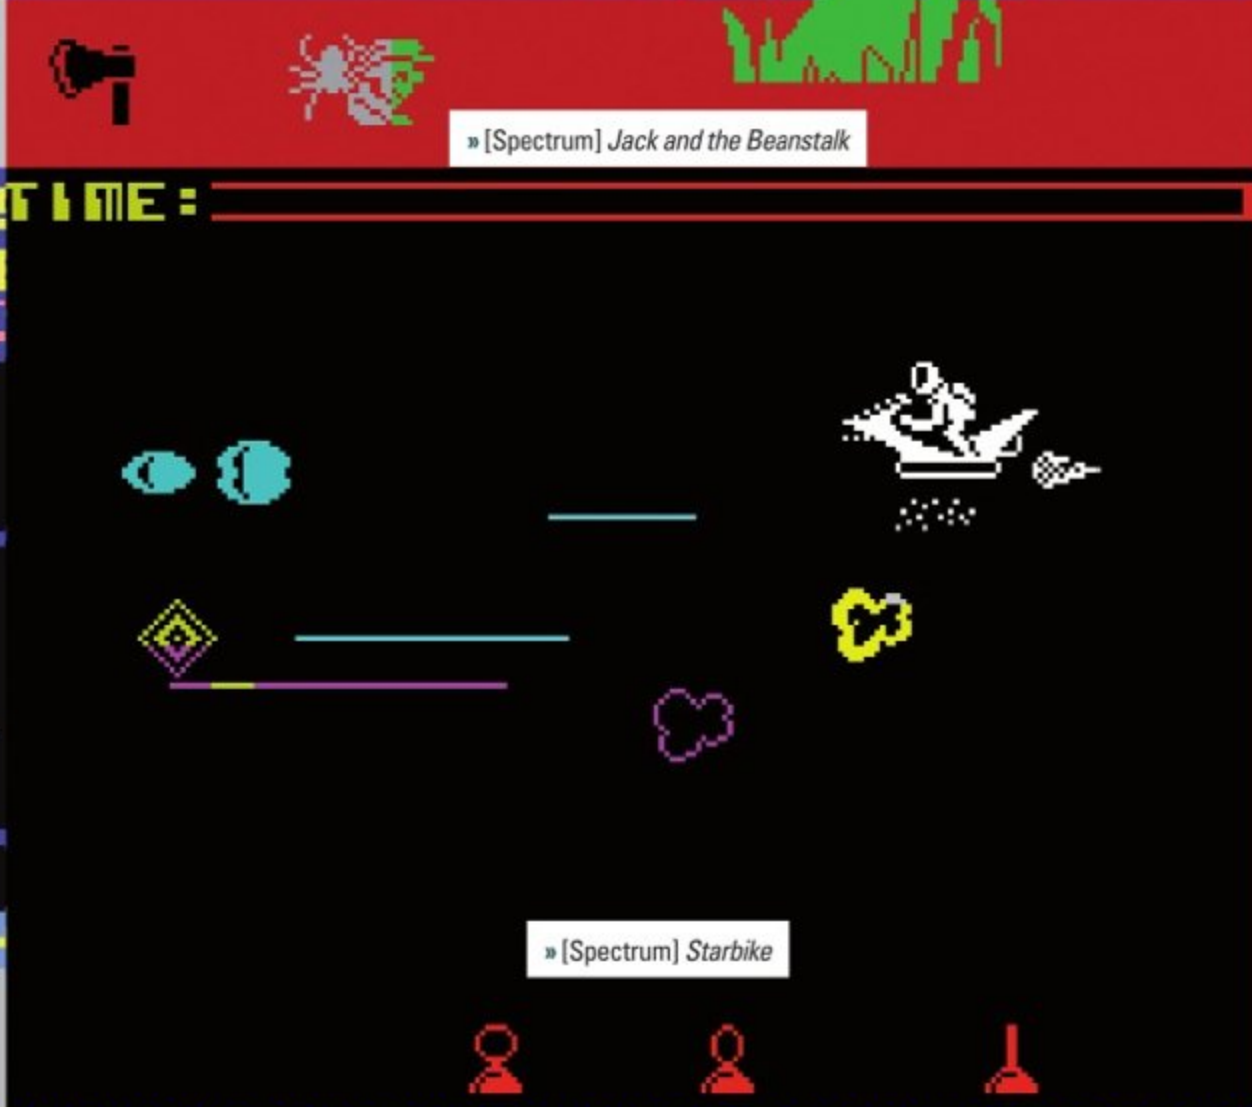 » [Spectrum] Jack and the Beanstalk
TIME:
» [Spectrum] Starbike